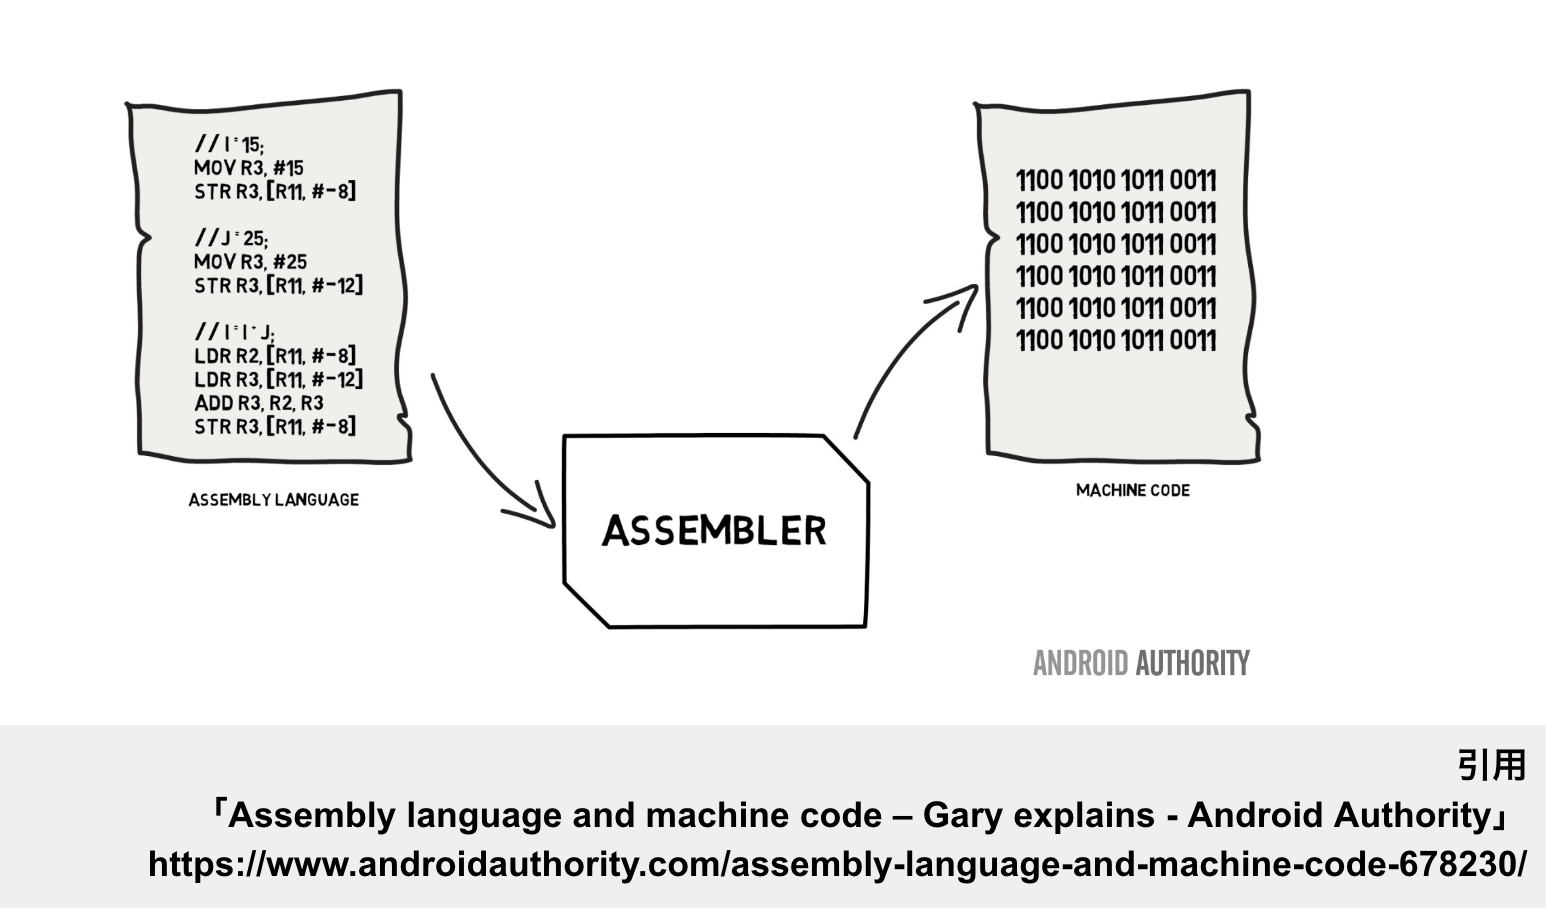 // I = 15;
MOV R3, #15
STR R3, [R11, #-8]
//J = 25;
MOV R3, #25
STR R3, [R11, #-12]
// I = I + J;
LDR R2, [R11, #-8]
LDR R3, [R11, #-12]
ADD R3, R2, R3
STR R3, [R11, #-8]
ASSEMBLY LANGUAGE
ASSEMBLER
1100 1010 1011 0011
1100 1010 1011 0011
1100 1010 1011 0011
1100 1010 1011 0011
1100 1010 1011 0011
1100 1010 1011 0011
MACHINE CODE
ANDROID AUTHORITY
引用
「Assembly language and machine code – Gary explains - Android Authority」
https://www.androidauthority.com/assembly-language-and-machine-code-678230/